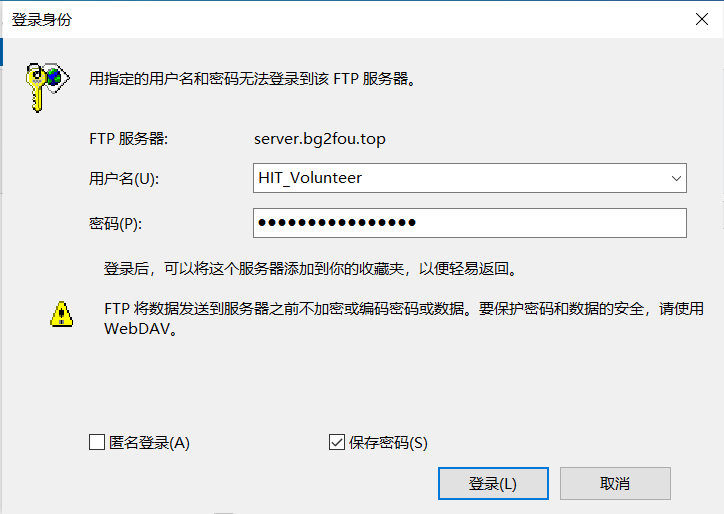 登录身份
用指定的用户名和密码无法登录到该 FTP 服务器。
FTP 服务器:
server.bg2fou.top
用户名(U):
HIT_Volunteer
密码(P):
●●●●●●●●●●●●●●●●
登录后，可以将这个服务器添加到你的收藏夹，以便轻易返回。
FTP 将数据发送到服务器之前不加密或编码密码或数据。要保护密码和数据的安全，请使用
WebDAV。
匿名登录(A)
保存密码(S)
登录(L)
取消